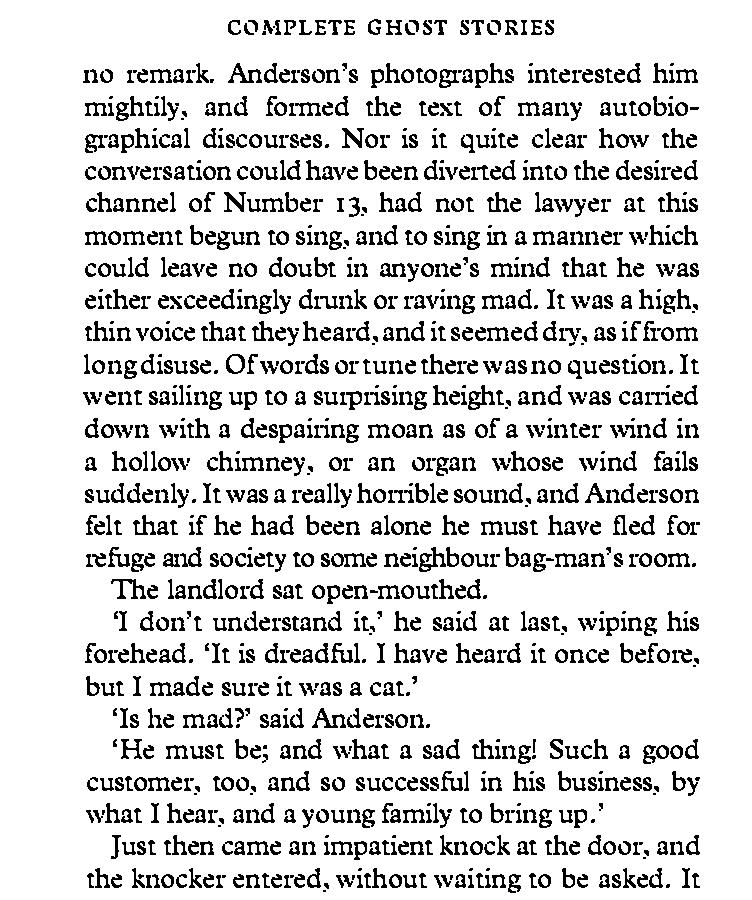 COMPLETE GHOST STORIES
no remark. Anderson's photographs interested him
mightily, and formed the text of many autobio-
graphical discourses. Nor is it quite clear how the
conversation could have been diverted into the desired
channel of Number 13, had not the lawyer at this
moment begun to sing, and to sing in a manner which
could leave no doubt in anyone's mind that he was
either exceedingly drunk or raving mad. It was a high,
thin voice that they heard, and it seemed dry, as if from
long disuse. Of words or tune there was no question. It
went sailing up to a surprising height, and was carried
down with a despairing moan as of a winter wind in
a hollow chimney, or an organ whose wind fails
suddenly. It was a really horrible sound, and Anderson
felt that if he had been alone he must have fled for
refuge and society to some neighbour bag-man's room.
The landlord sat open-mouthed.
‘I don't understand it,’ he said at last, wiping his
forehead. ‘It is dreadful. I have heard it once before,
but I made sure it was a cat.’
‘Is he mad?’ said Anderson.
‘He must be; and what a sad thing! Such a good
customer, too, and so successful in his business, by
what I hear, and a young family to bring up.’
Just then came an impatient knock at the door, and
the knocker entered, without waiting to be asked. It